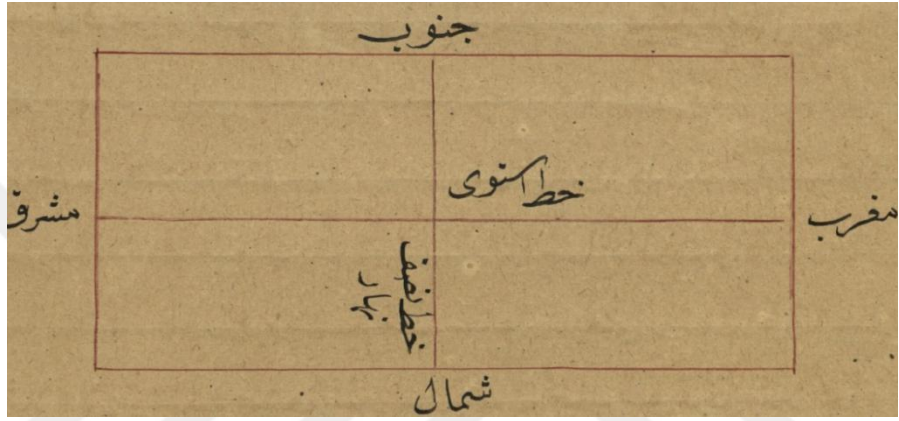 جنوب
خط استوی
مغرب
مشرق
خط نصف
نهار
شمال